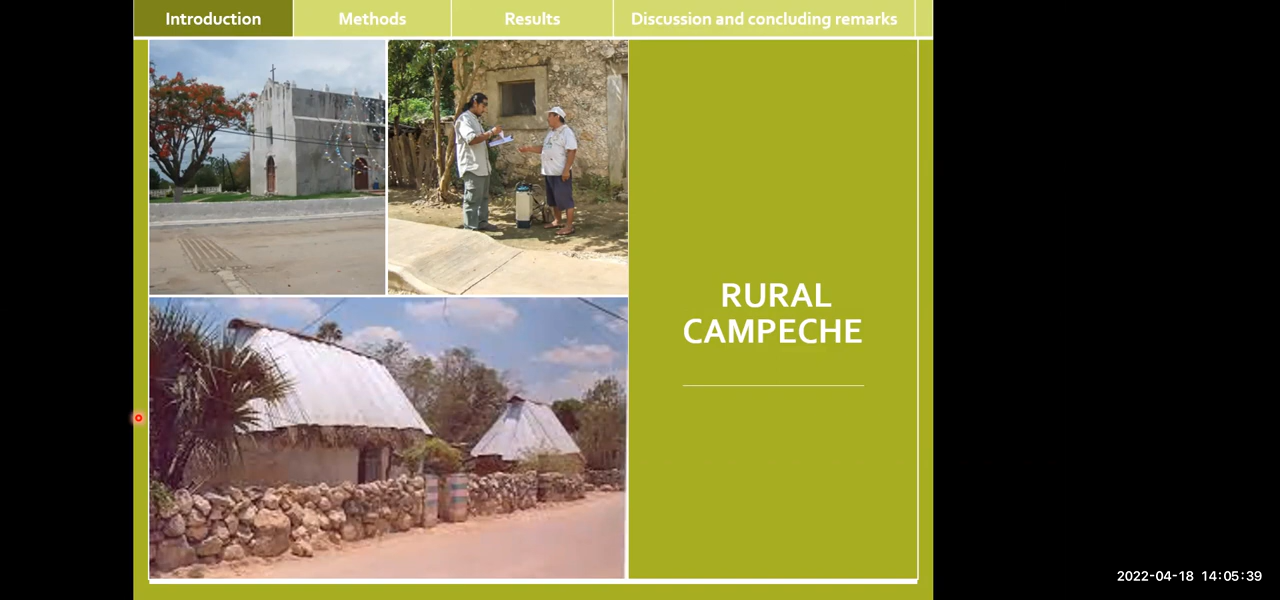 Introduction
Methods
Results
Discussion and concluding remarks
RURAL
CAMPECHE
2022-04-18 14:05:39